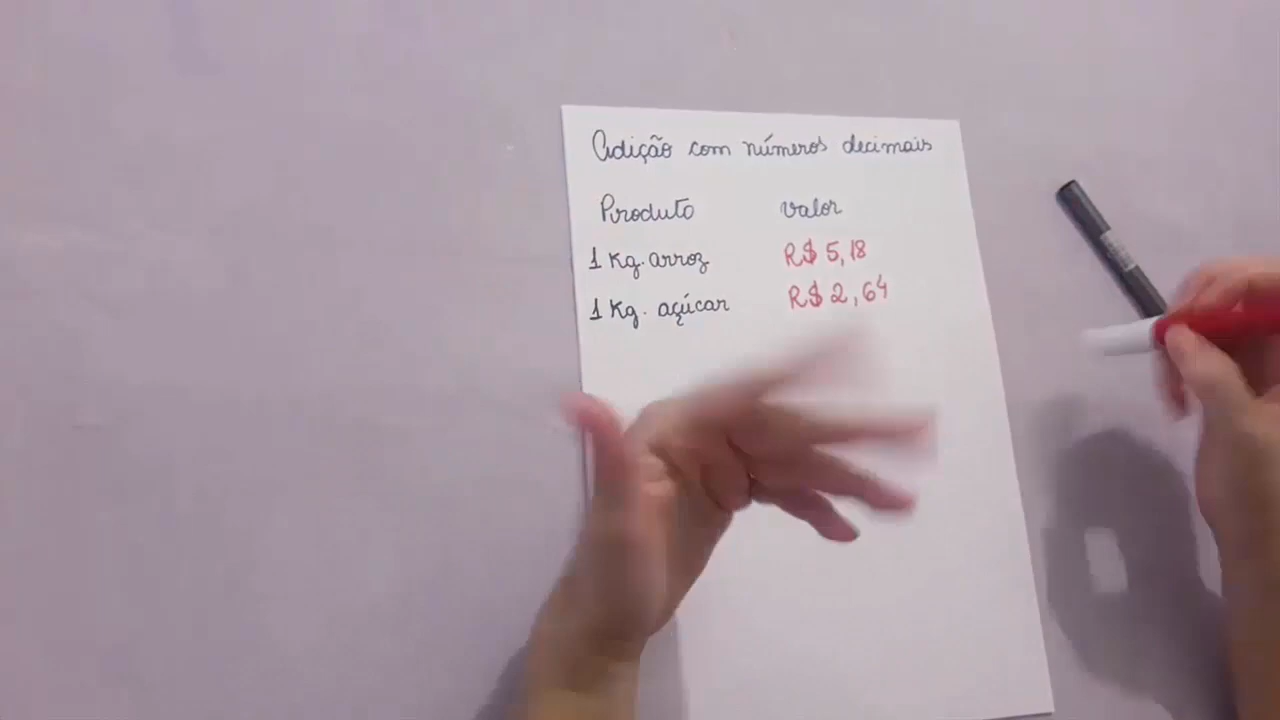 Adição com números decimais
Produto Valor
1 Kg. arroz R$ 5,18
1 Kg. açúcar R$ 2,64